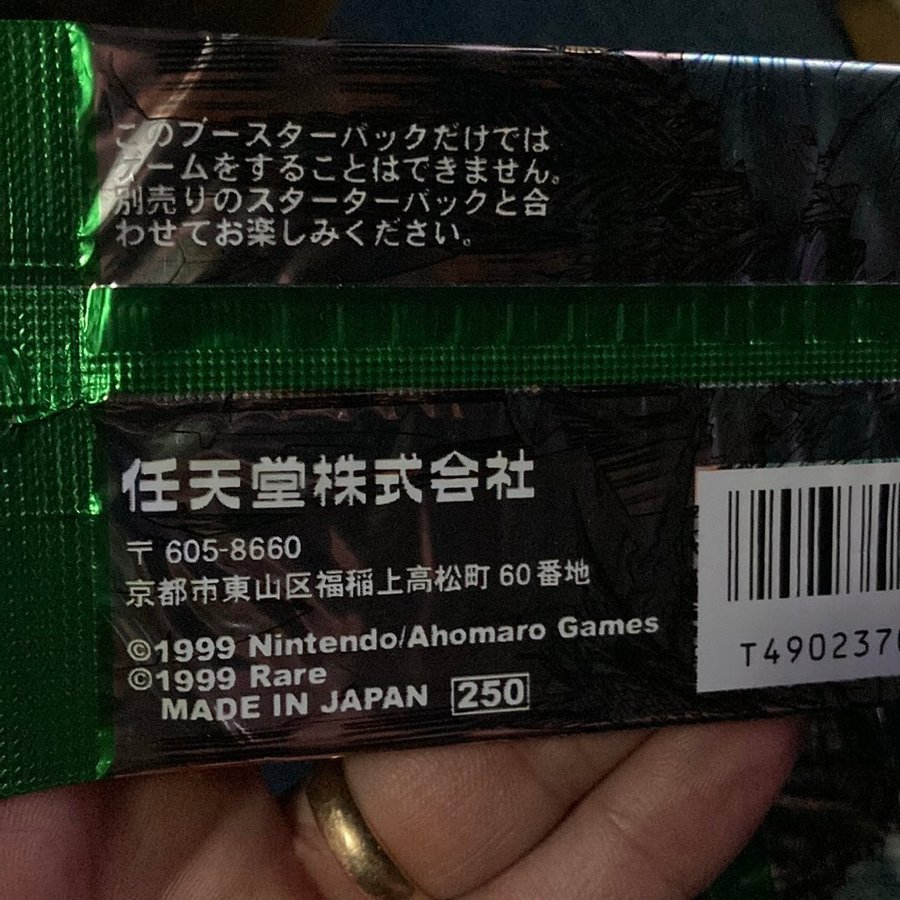 このブースターパックだけでは
ゲームをすることはできません。
別売りのスターターパックと合
わせてお楽しみください。
任天堂株式会社
〒605-8660
京都市東山区福稲上高松町60番地
©1999 Nintendo/Ahomaro Games
©1999 Rare
MADE IN JAPAN 250
T4902370